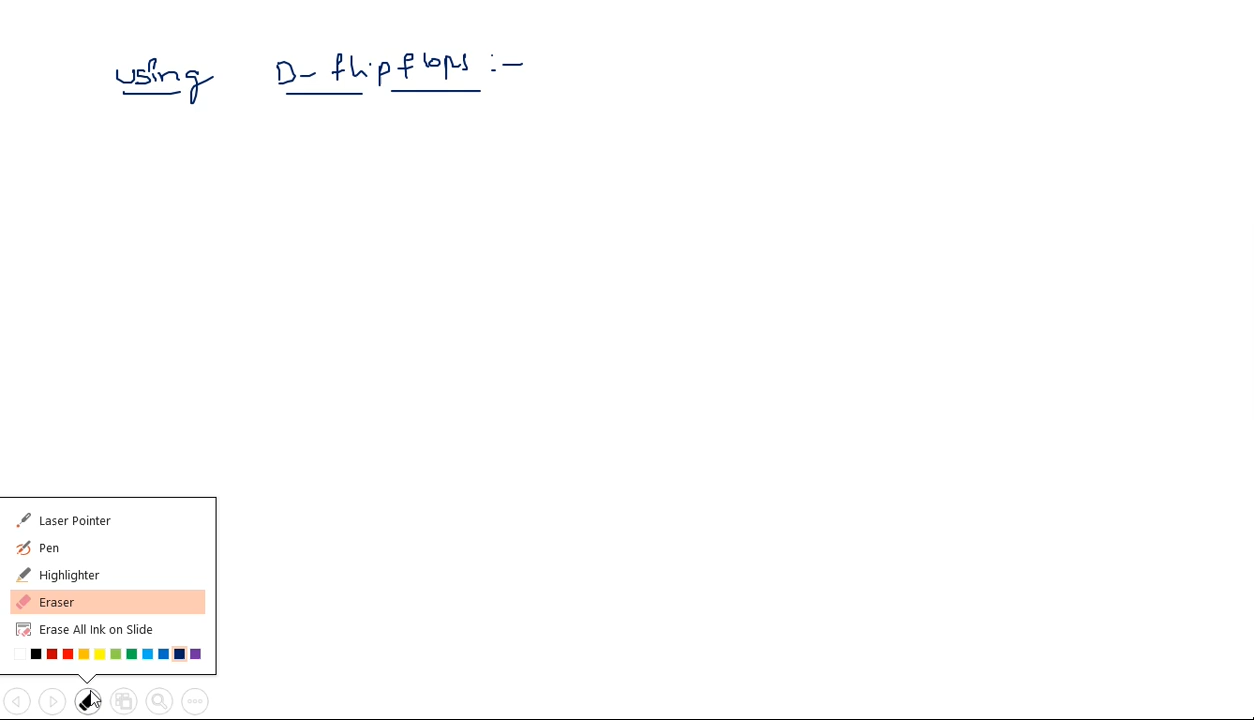 using D- flipflops :-
Laser Pointer
Pen
Highlighter
Eraser
Erase All Ink on Slide